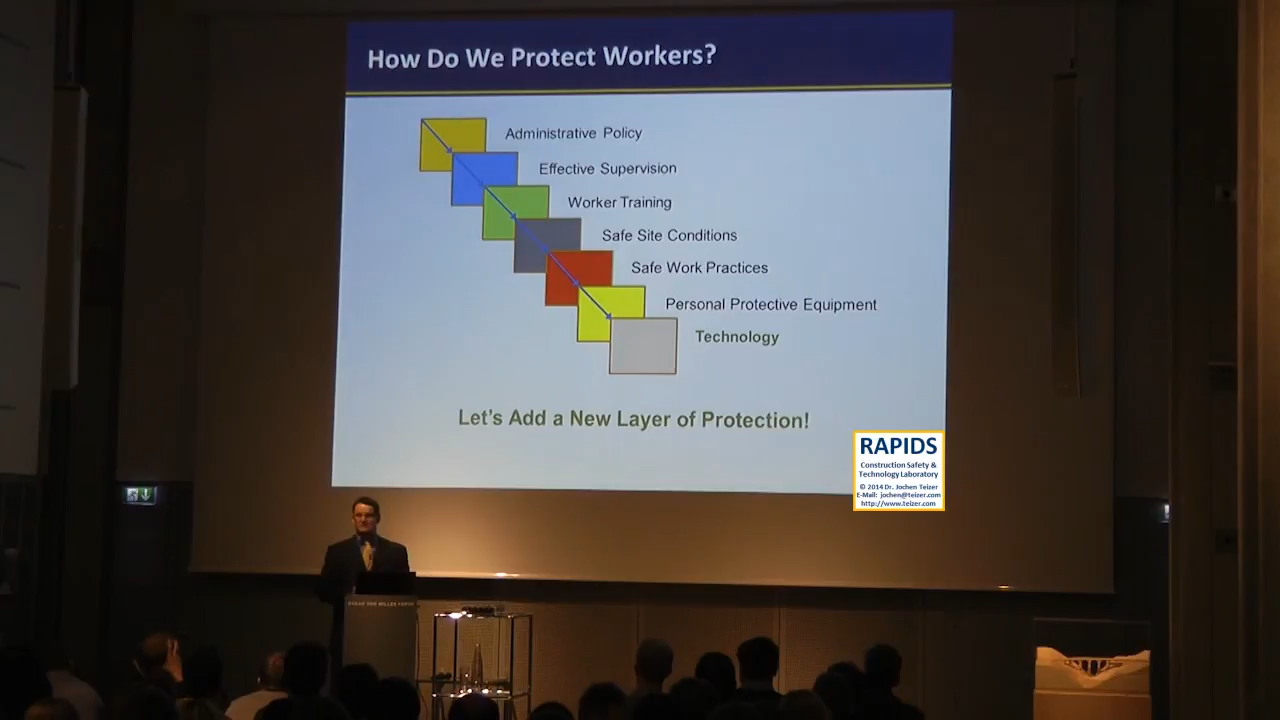 How Do We Protect Workers?
Administrative Policy
Effective Supervision
Worker Training
Safe Site Conditions
Safe Work Practices
Personal Protective Equipment
Technology
Let's Add a New Layer of Protection!
RAPIDS
Construction Safety &
Technology Laboratory
© 2014 Dr. Jochen Teizer
E-Mail: jochen@teizer.com
http://www.teizer.com